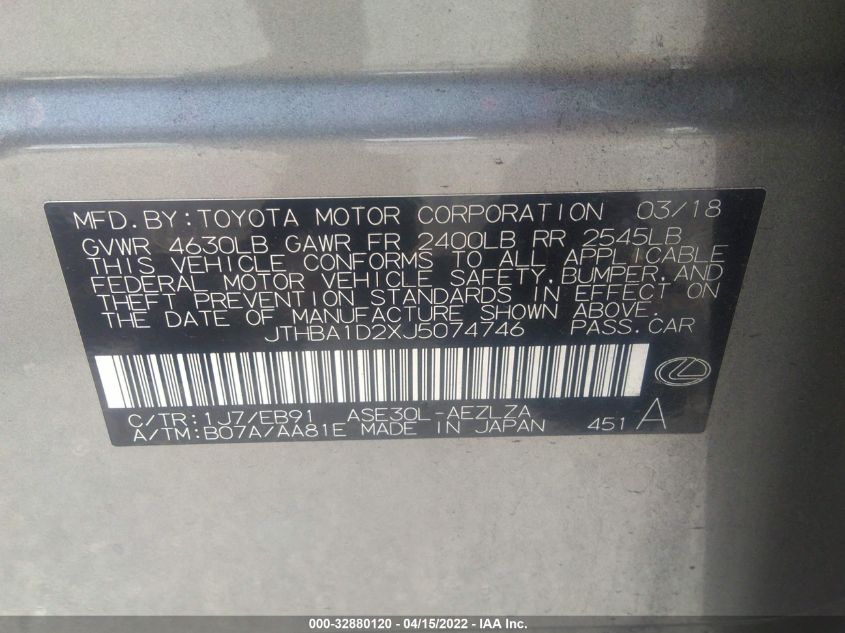 MFD.BY:TOYOTA MOTOR CORPORATION 03/18
GVWR 4630LB GAWR FR 2400LB RR 2545LB
THIS VEHICLE CONFORMS TO ALL APPLICABLE
FEDERAL MOTOR VEHICLE SAFETY,BUMPER,AND
THEFT PREVENTION STANDARDS IN EFFECT ON
THE DATE OF MANUFACTURE SHOWN ABOVE.
JTHBA1D2XJ5074746 PASS.CAR
C/TR:1J7/EB91 ASE30L-AEZLZA
A/TM:B07A/AA81E MADE IN JAPAN 451 A
000-32880120 - 04/15/2022 - IAA Inc.